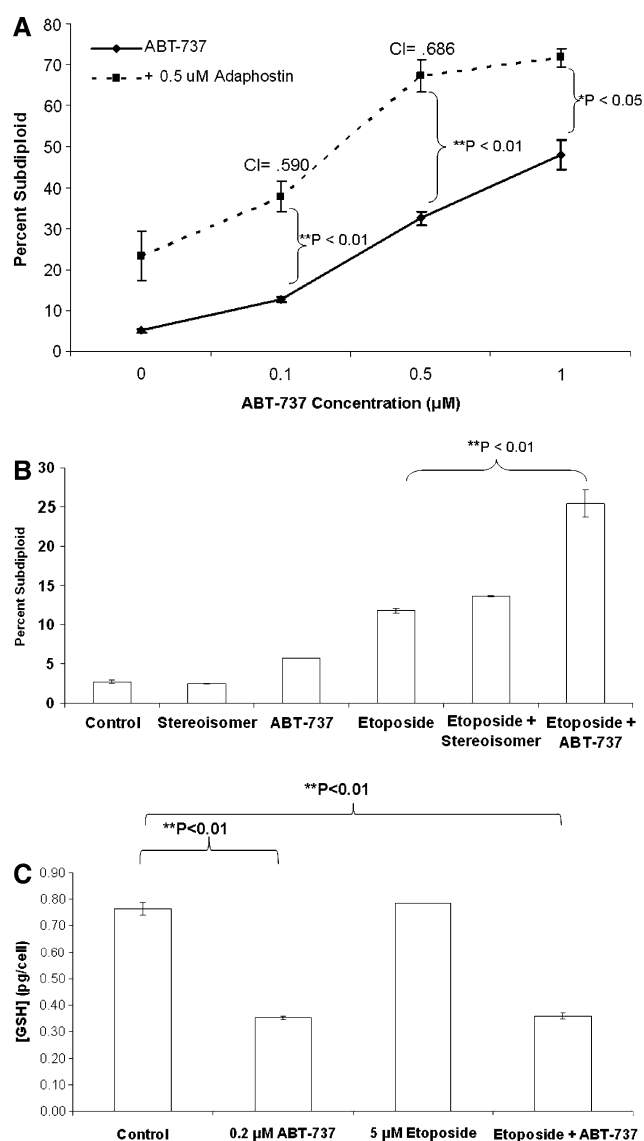 A
ABT-737
+ 0.5 uM Adaphostin
80
70
60
50
40
30
20
10
0
Percent Subdiploid
CI= .590
CI= .686
**P < 0.01
**P < 0.01
*P < 0.05
0 0.1 0.5 1
ABT-737 Concentration (µM)
B
**P < 0.01
30
25
20
15
10
5
0
Percent Subdiploid
Control Stereoisomer ABT-737 Etoposide Etoposide + Etoposide +
Stereoisomer ABT-737
C
**P<0.01
**P<0.01
0.90
0.80
0.70
0.60
0.50
0.40
0.30
0.20
0.10
0.00
[GSH] (pg/cell)
Control 0.2 µM ABT-737 5 µM Etoposide Etoposide + ABT-737